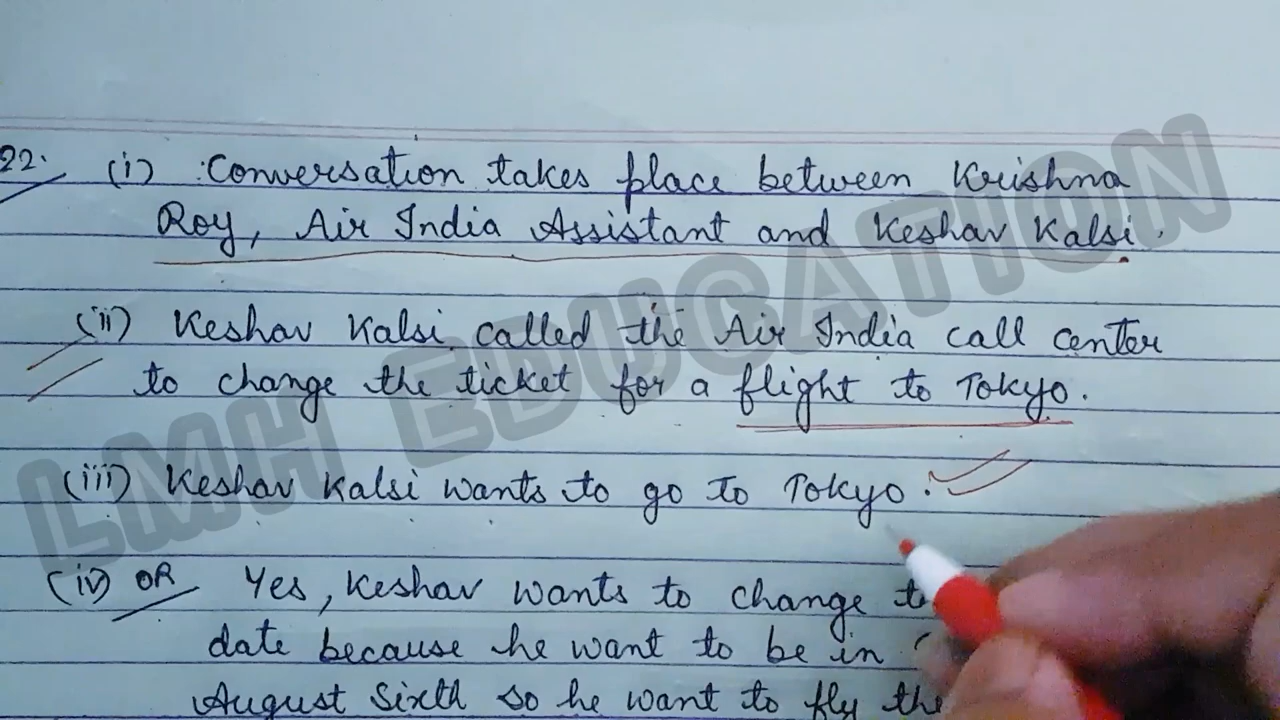 22. (i) Conversation takes place between Krishna
Roy, Air India Assistant and Keshav Kalsi.
(ii) Keshav Kalsi called the Air India call center
to change the ticket for a flight to Tokyo.
(iii) Keshav Kalsi wants to go to Tokyo.
(iv) OR Yes, Keshav wants to change
date because he want to be in
August Sixth so he want to fly the
LMH EDUCATION